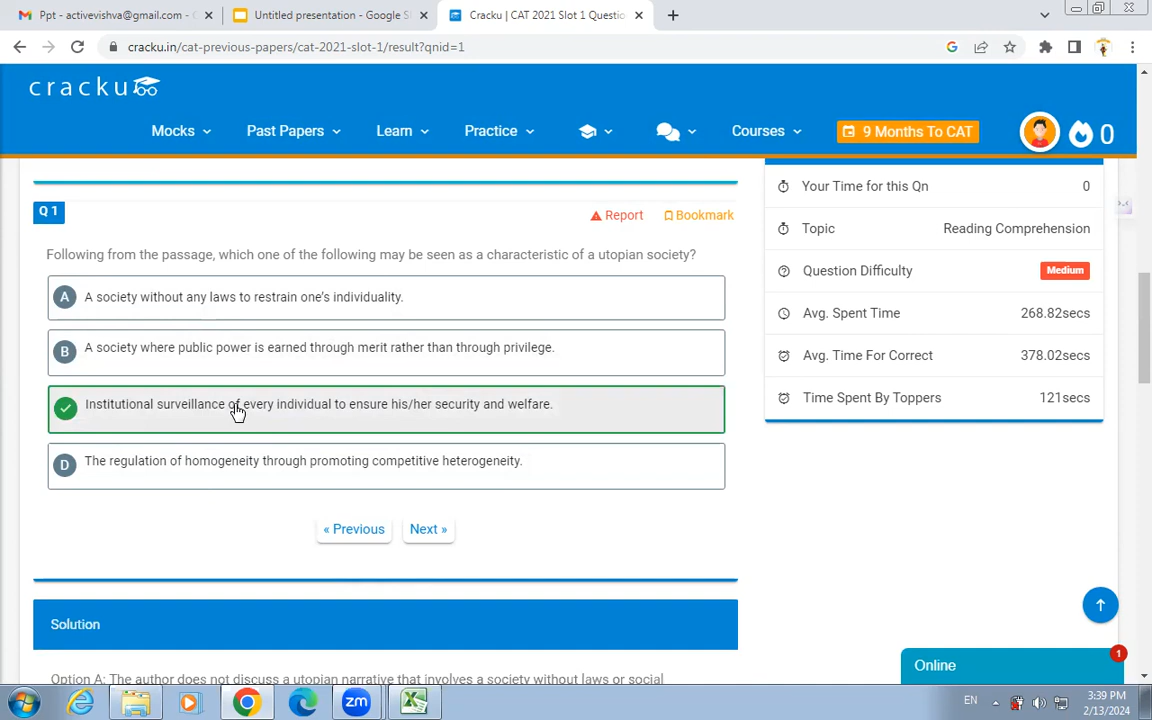 Ppt - activevishva@gmail.com - G
Untitled presentation - Google Sl
Cracku | CAT 2021 Slot 1 Questio
cracku.in/cat-previous-papers/cat-2021-slot-1/result?qnid=1
cracku
Mocks
Past Papers
Learn
Practice
Courses
9 Months To CAT
0
Q 1
Report
Bookmark
Following from the passage, which one of the following may be seen as a characteristic of a utopian society?
A
A society without any laws to restrain one's individuality.
B
A society where public power is earned through merit rather than through privilege.
Institutional surveillance of every individual to ensure his/her security and welfare.
D
The regulation of homogeneity through promoting competitive heterogeneity.
« Previous
Next »
Solution
Option A: The author does not discuss a utopian narrative that involves a society without laws or social
Your Time for this Qn
0
Topic
Reading Comprehension
Question Difficulty
Medium
Avg. Spent Time
268.82secs
Avg. Time For Correct
378.02secs
Time Spent By Toppers
121secs
Online
1
zm
EN
3:39 PM
2/13/2024